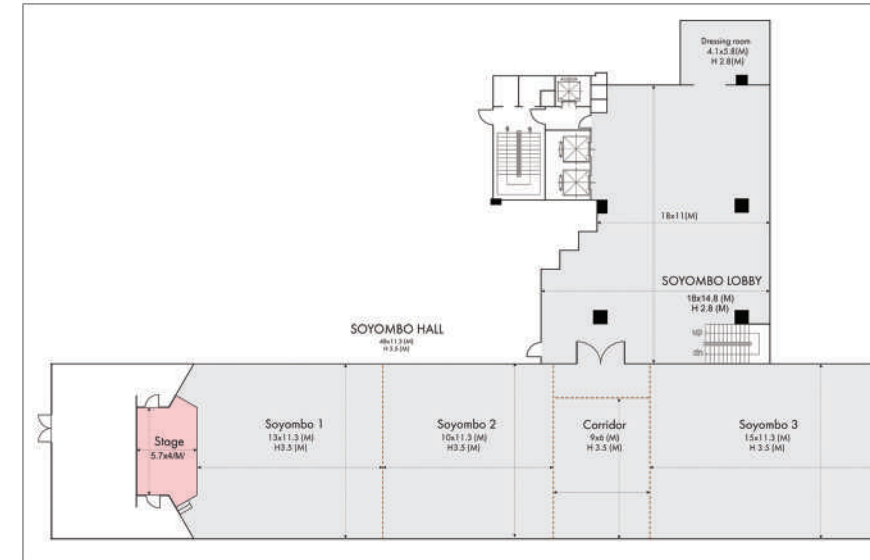 Dressing room
4.1x5.8(M)
H 2.8(M)
18x11(M)
SOYOMBO LOBBY
18x14.8 (M)
H 2.8 (M)
SOYOMBO HALL
48x11.3(M)
H 3.5 (M)
Stage
5.7x4/M/
Soyombo 1
13x11.3 (M)
H3.5 (M)
Soyombo 2
10x11.3 (M)
H3.5 (M)
Corridor
9x6 (M)
H 3.5 (M)
Soyombo 3
15x11.3 (M)
H 3.5 (M)